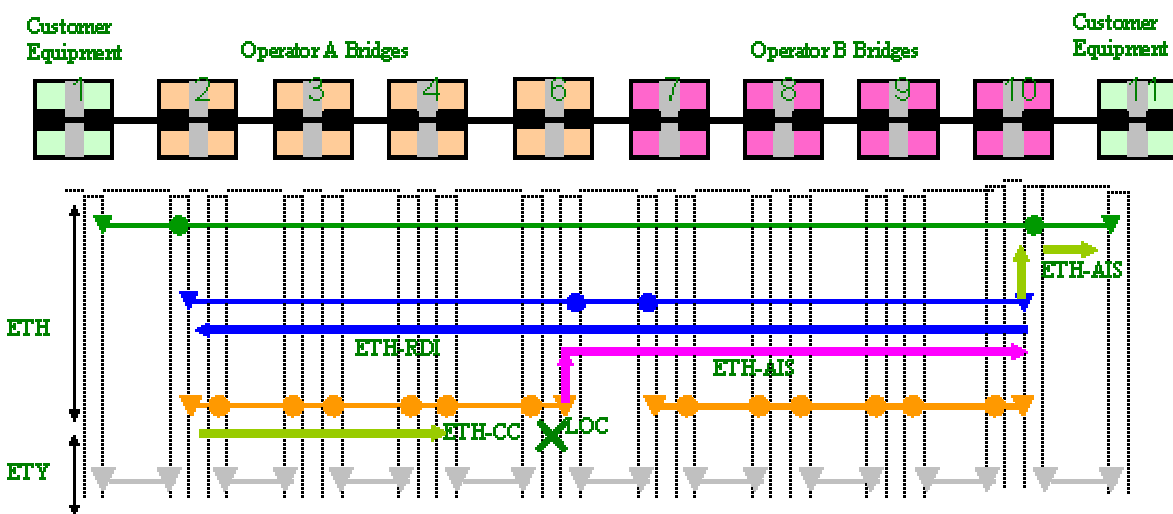 Customer
Equipment
Operator A Bridges
Operator B Bridges
Customer
Equipment
1
2
3
4
6
7
8
9
10
11
ETH-AIS
ETH
ETH-RDI
ETH-AIS
ETH-CC
LOC
ETY